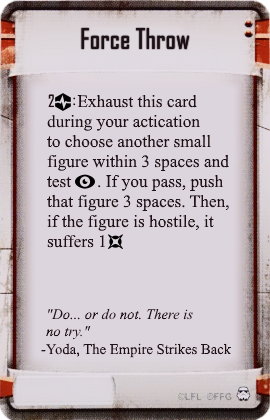 Force Throw
2 : Exhaust this card
during your actication
to choose another small
figure within 3 spaces and
test . If you pass, push
that figure 3 spaces. Then,
if the figure is hostile, it
suffers 1
"Do... or do not. There is
no try."
-Yoda, The Empire Strikes Back
©LFL ©FFG